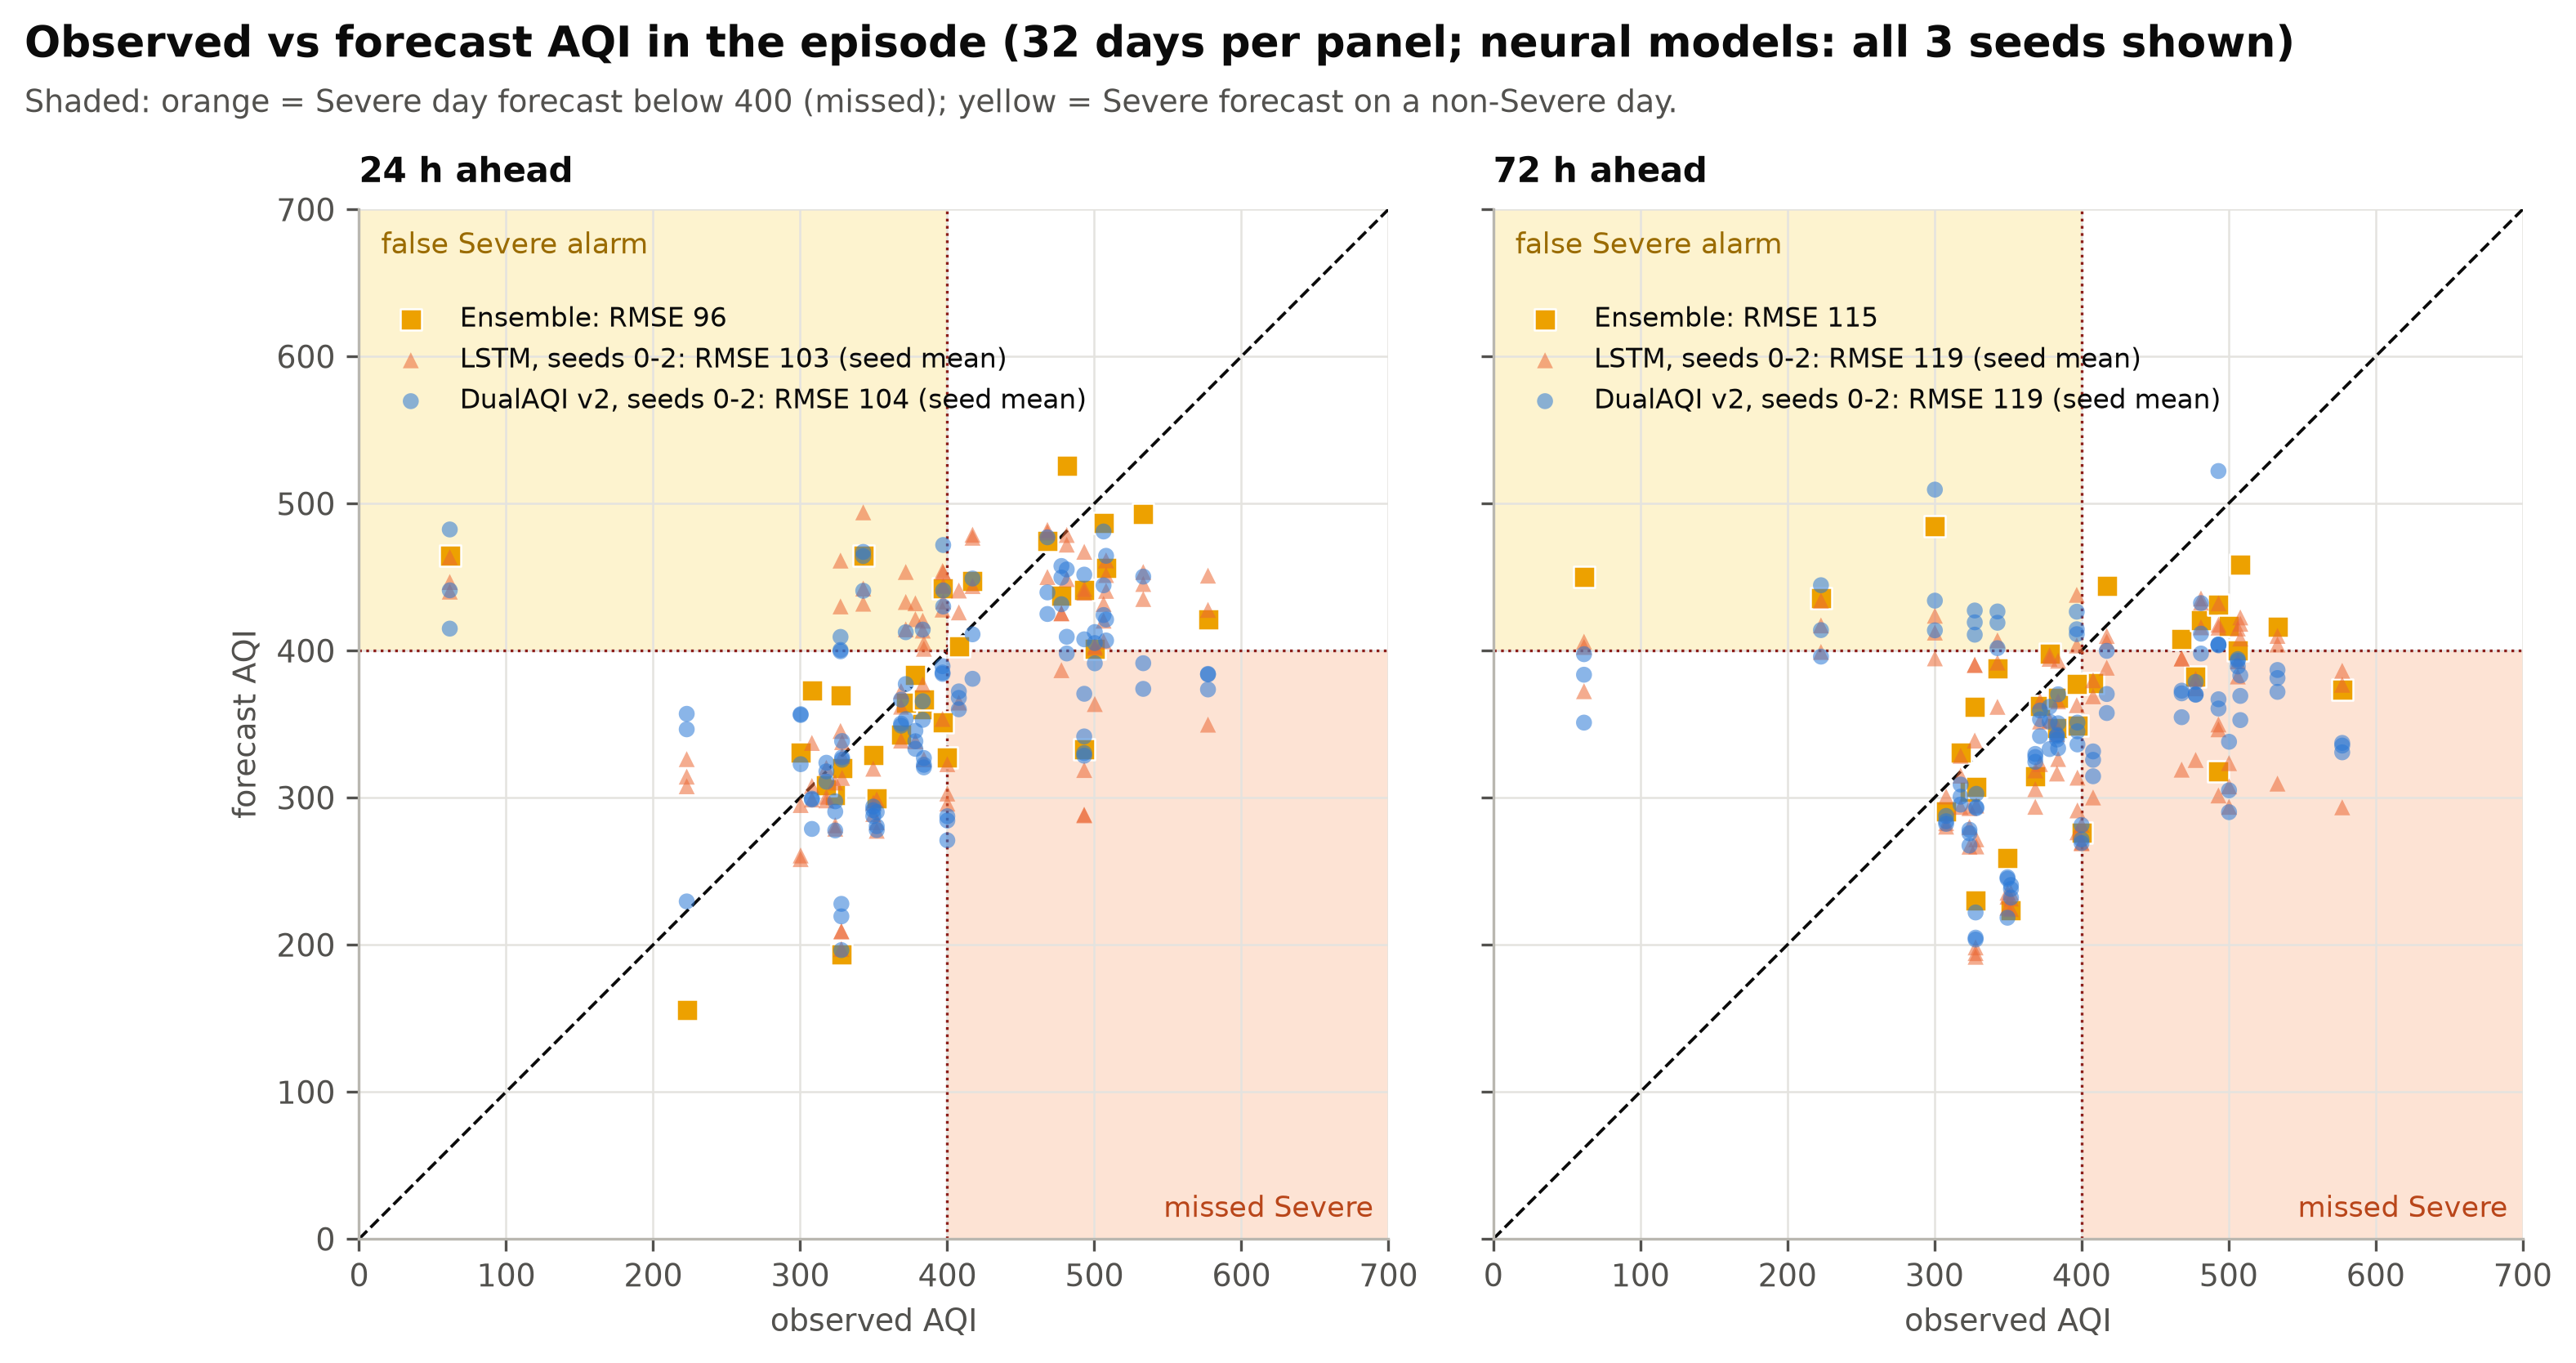 Observed vs forecast AQI in the episode (32 days per panel; neural models: all 3 seeds shown)
Shaded: orange = Severe day forecast below 400 (missed); yellow = Severe forecast on a non-Severe day.
24 h ahead
700
600
500
400
300
200
100
0
forecast AQI
false Severe alarm
Ensemble: RMSE 96
LSTM, seeds 0-2: RMSE 103 (seed mean)
DualAQI v2, seeds 0-2: RMSE 104 (seed mean)
missed Severe
0 100 200 300 400 500 600 700
observed AQI
72 h ahead
false Severe alarm
Ensemble: RMSE 115
LSTM, seeds 0-2: RMSE 119 (seed mean)
DualAQI v2, seeds 0-2: RMSE 119 (seed mean)
missed Severe
0 100 200 300 400 500 600 700
observed AQI